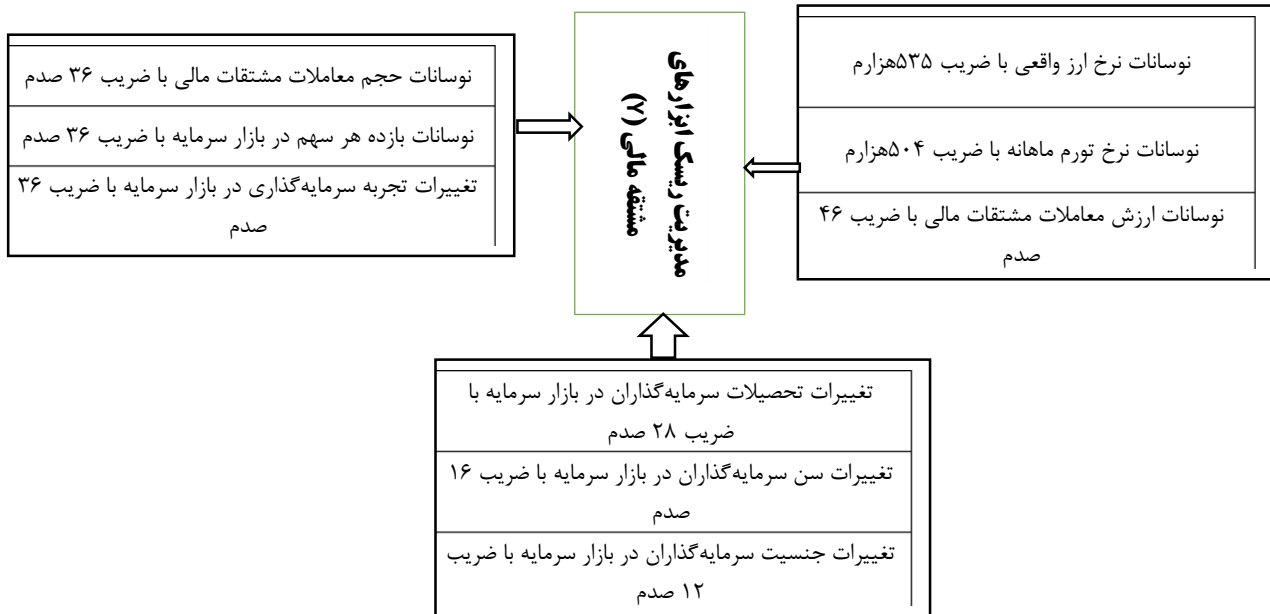 نوسانات نرخ ارز واقعی با ضریب ۵۳۵هزارم
نوسانات نرخ تورم ماهانه با ضریب ۵۰۴هزارم
نوسانات ارزش معاملات مشتقات مالی با ضریب ۴۶
صدم
مدیریت ریسک ابزارهای
مشتقه مالی (Y)
نوسانات حجم معاملات مشتقات مالی با ضریب ۳۶ صدم
نوسانات بازده هر سهم در بازار سرمایه با ضریب ۳۶ صدم
تغییرات تجربه سرمایه‌گذاری در بازار سرمایه با ضریب ۳۶
صدم
تغییرات تحصیلات سرمایه‌گذاران در بازار سرمایه با
ضریب ۲۸ صدم
تغییرات سن سرمایه‌گذاران در بازار سرمایه با ضریب ۱۶
صدم
تغییرات جنسیت سرمایه‌گذاران در بازار سرمایه با ضریب
۱۲ صدم